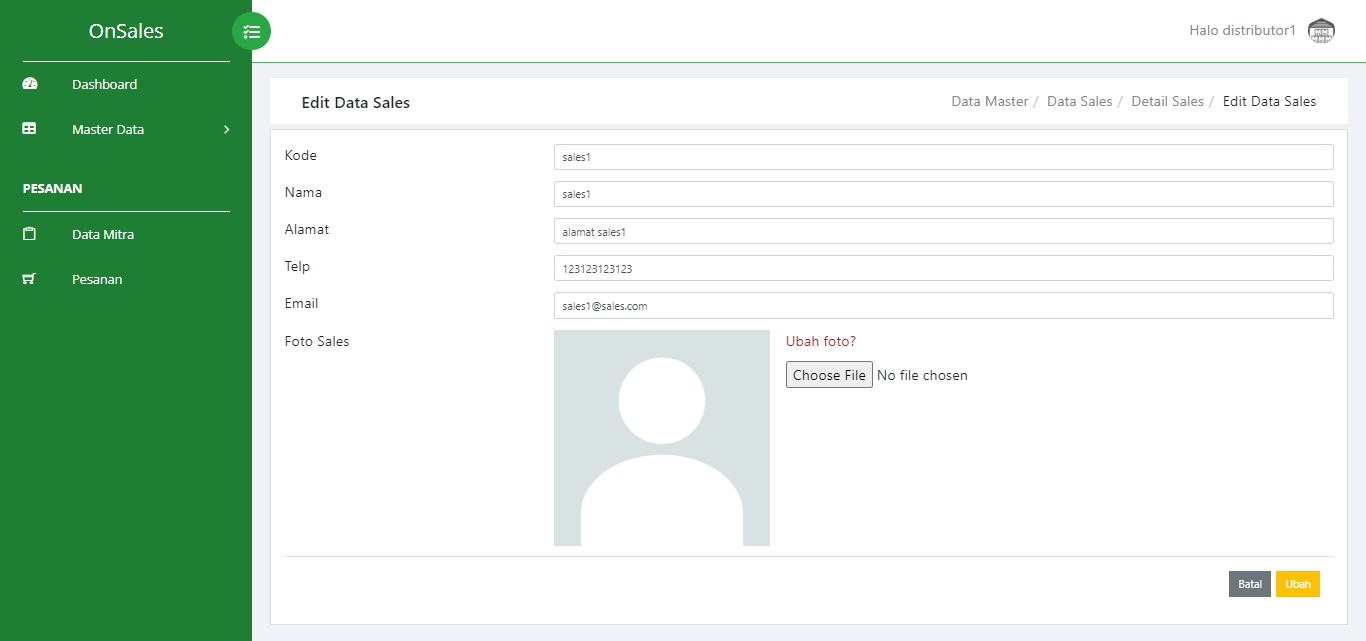 OnSales
Halo distributor1
Dashboard
Master Data
PESANAN
Data Mitra
Pesanan
Edit Data Sales
Data Master / Data Sales / Detail Sales / Edit Data Sales
Kode sales1
Nama sales1
Alamat alamat sales1
Telp 123123123123
Email sales1@sales.com
Foto Sales Ubah foto?
Choose File No file chosen
Batal Ubah